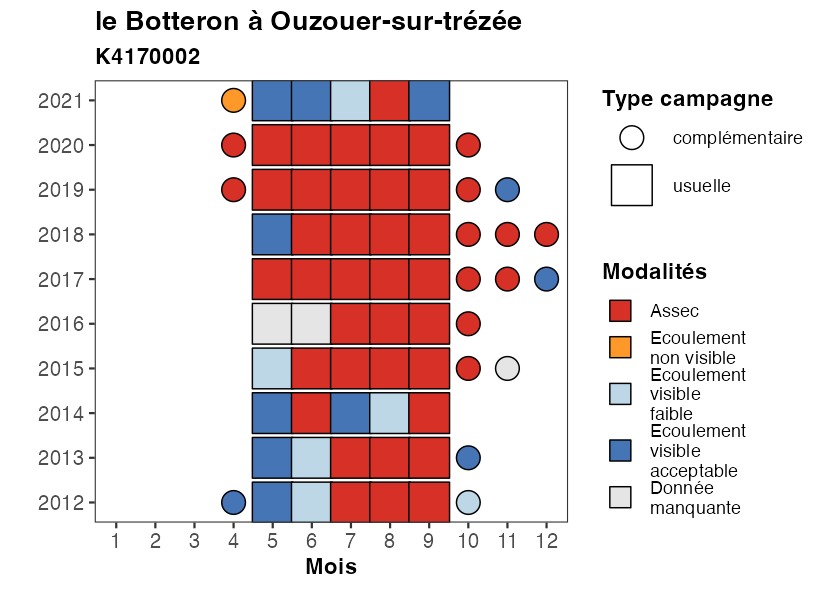 le Botteron à Ouzouer-sur-trézée
K4170002
2021
2020
2019
2018
2017
2016
2015
2014
2013
2012
1 2 3 4 5 6 7 8 9 10 11 12
Mois
Type campagne
complémentaire
usuelle
Modalités
Assec
Ecoulement
non visible
Ecoulement
visible
faible
Ecoulement
visible
acceptable
Donnée
manquante